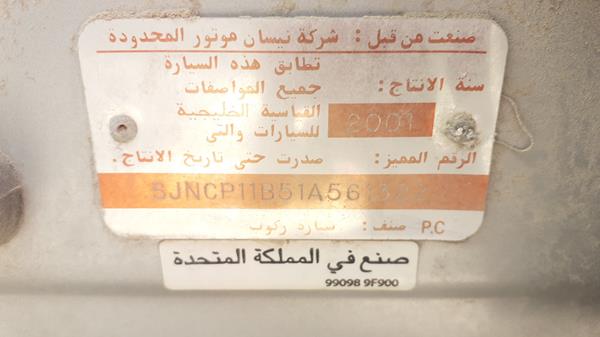 صنعت من قبل : شركة نيسان موتور المحدودة
تطابق هذه السيارة
سنة الانتاج : جميع المواصفات
القياسية الخليجية
2001
للسيارات والتي
الرقم المميز : صدرت حتى تاريخ الانتاج .
SJNCP11B51A56
P.C صنف : سيارة ركوب
صنع في المملكة المتحدة
99098 9F900